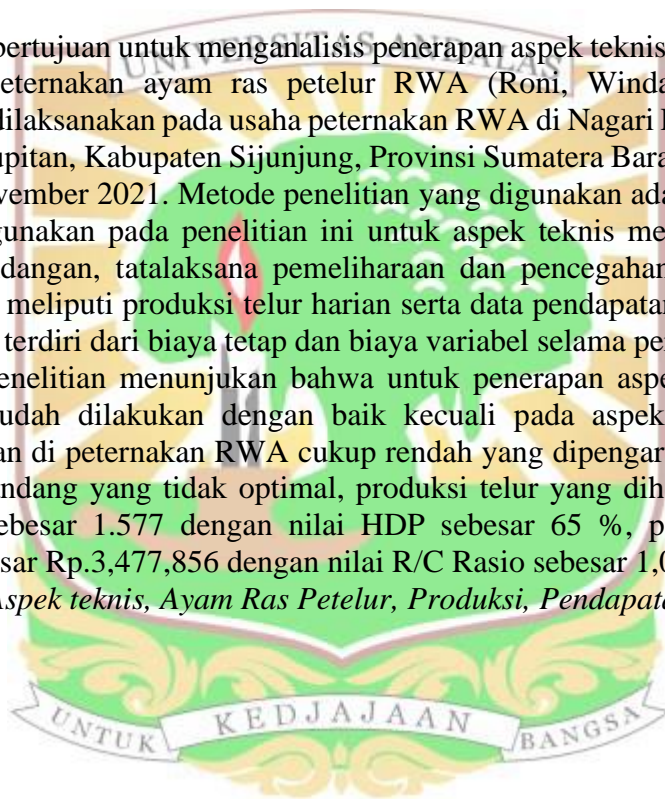 UNIVERSITAS ANDALAS
pertujuan untuk menganalisis penerapan aspek teknis
eternakan ayam ras petelur RWA (Roni, Winda
dilaksanakan pada usaha peternakan RWA di Nagari
upitan, Kabupaten Sijunjung, Provinsi Sumatera Bara
vember 2021. Metode penelitian yang digunakan ada
gunakan pada penelitian ini untuk aspek teknis me
dangan, tatalaksana pemeliharaan dan pencegahan
meliputi produksi telur harian serta data pendapatan
terdiri dari biaya tetap dan biaya variabel selama pe
enelitian menunjukan bahwa untuk penerapan aspe
udah dilakukan dengan baik kecuali pada aspek
an di peternakan RWA cukup rendah yang dipengar
ndang yang tidak optimal, produksi telur yang dih
ebesar 1.577 dengan nilai HDP sebesar 65 %, p
sar Rp.3,477,856 dengan nilai R/C Rasio sebesar 1,0
Aspek teknis, Ayam Ras Petelur, Produksi, Pendapata
UNTUK KEDJAJAAN BANGSA